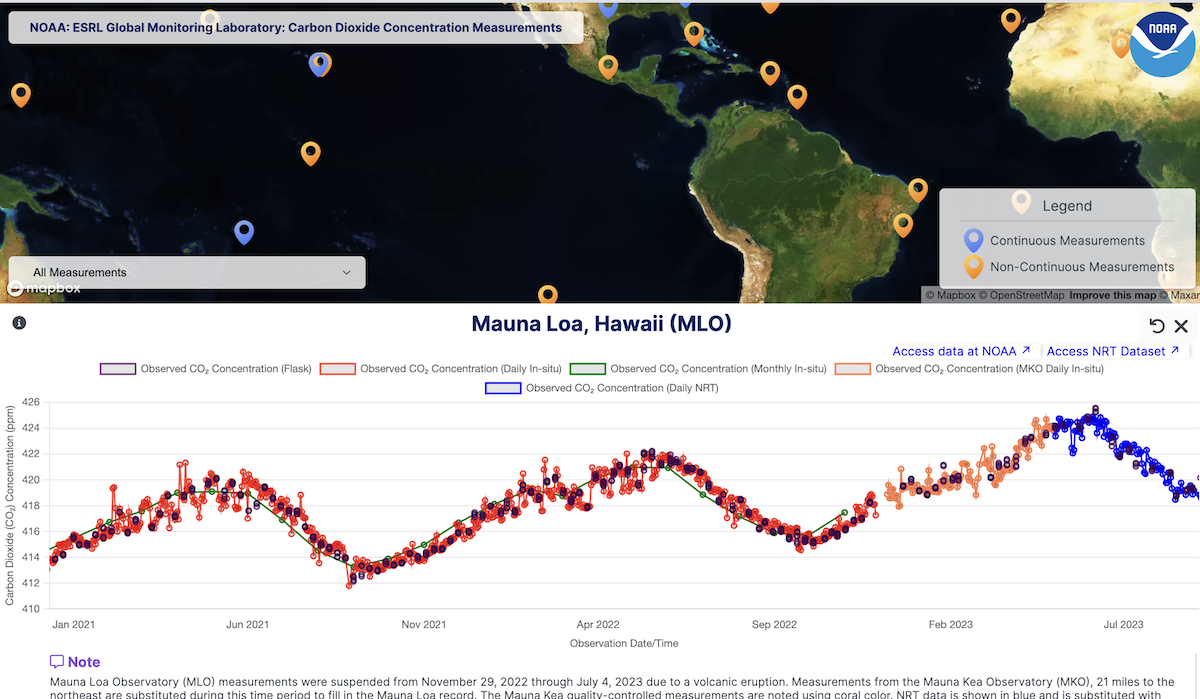 NOAA: ESRL Global Monitoring Laboratory: Carbon Dioxide Concentration Measurements
NOAA
Legend
Continuous Measurements
Non-Continuous Measurements
All Measurements
mapbox
© Mapbox © OpenStreetMap Improve this map © Maxar
Mauna Loa, Hawaii (MLO)
Access data at NOAA ↗ Access NRT Dataset ↗
Observed CO₂ Concentration (Flask) Observed CO₂ Concentration (Daily In-situ) Observed CO₂ Concentration (Monthly In-situ) Observed CO₂ Concentration (MKO Daily In-situ)
Observed CO₂ Concentration (Daily NRT)
Carbon Dioxide (CO₂) Concentration (ppm)
426
424
422
420
418
416
414
412
410
Jan 2021 Jun 2021 Nov 2021 Apr 2022 Sep 2022 Feb 2023 Jul 2023
Observation Date/Time
Note
Mauna Loa Observatory (MLO) measurements were suspended from November 29, 2022 through July 4, 2023 due to a volcanic eruption. Measurements from the Mauna Kea Observatory (MKO), 21 miles to the
northeast are substituted during this time period to fill in the Mauna Loa record. The Mauna Kea quality-controlled measurements are noted using coral color. NRT data is shown in blue and is substituted with